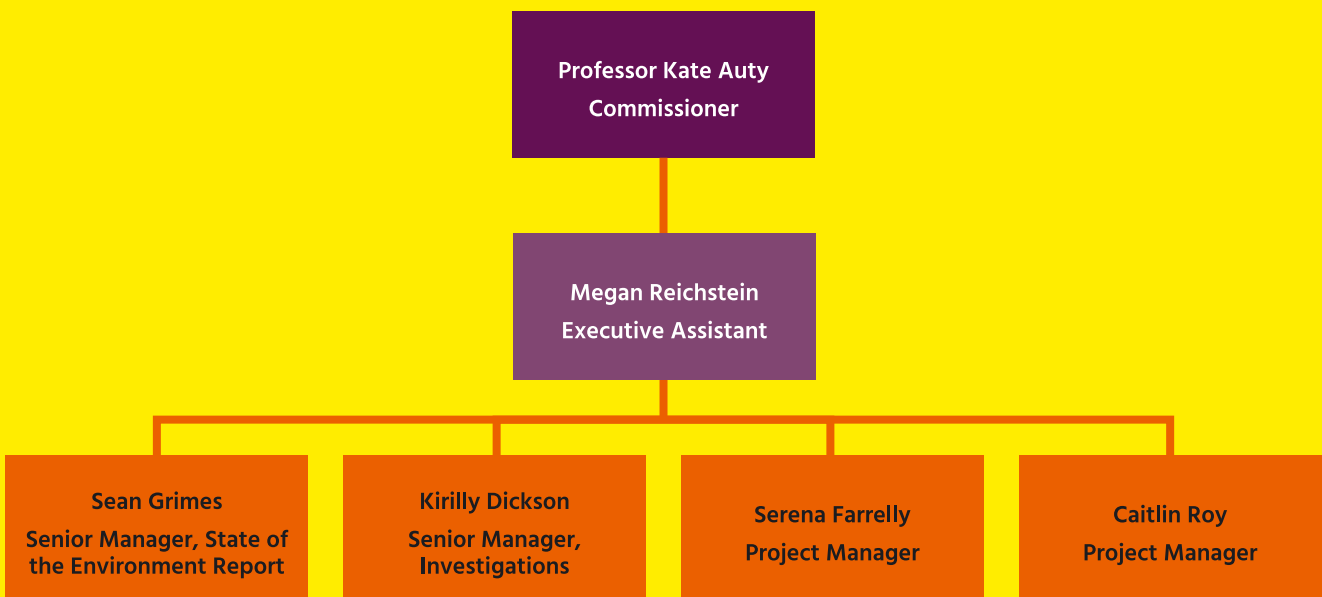 Professor Kate Auty
Commissioner
Megan Reichstein
Executive Assistant
Sean Grimes
Senior Manager, State of
the Environment Report
Kirilly Dickson
Senior Manager,
Investigations
Serena Farrelly
Project Manager
Caitlin Roy
Project Manager